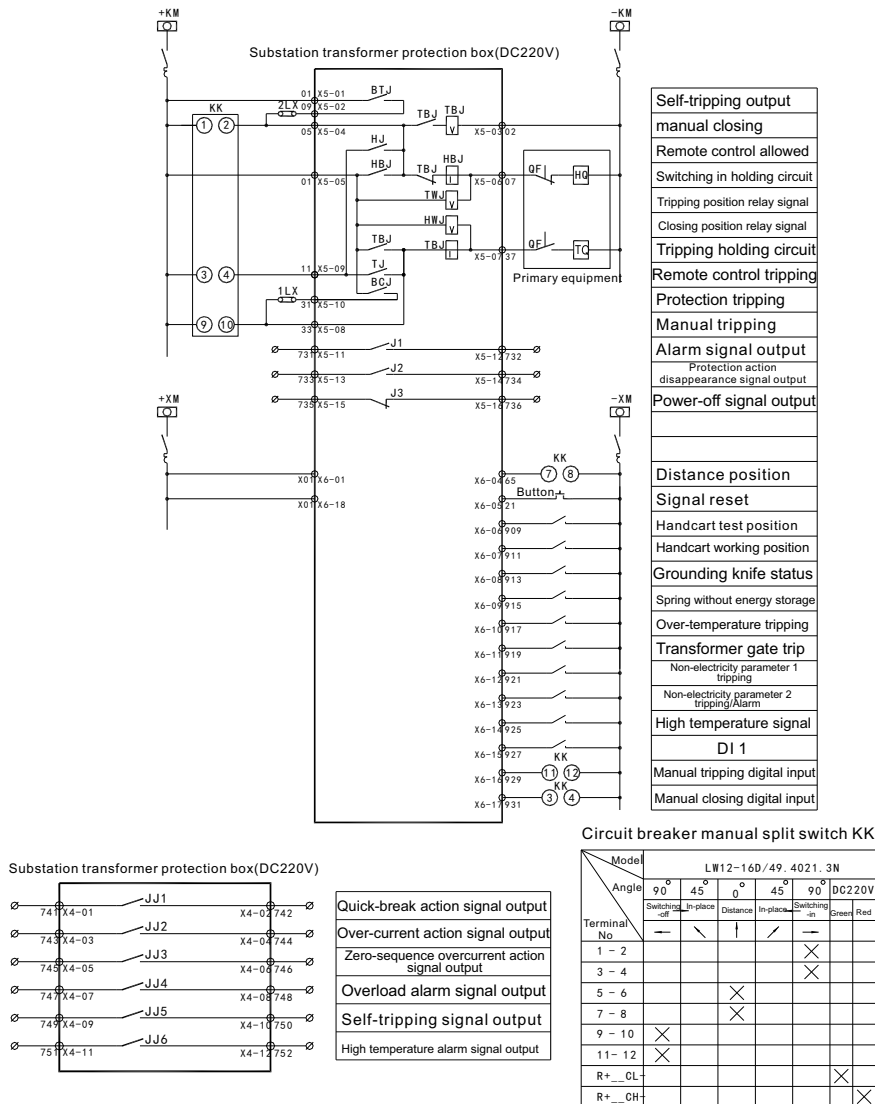 +KM
-KM
Substation transformer protection box(DC220V)
KK
2LX
01 X5-01
09 X5-02
BTJ
1 2
05 X5-04
TBJ TBJ
V
X5-03 02
HJ
01 X5-05
HBJ
TBJ HBJ
I
X5-06 07
QF
HQ
TWJ
V
HWJ
V
TBJ
TBJ
I
X5-07 37
QF
TQ
Primary equipment
3 4
11 X5-09
TJ
1LX
BCJ
31 X5-10
9 10
33 X5-08
731 X5-11
J1
X5-12 732
733 X5-13
J2
X5-14 734
735 X5-15
J3
X5-16 736
+XM
-XM
X01 X6-01
X01 X6-18
KK
7 8
X6-04 65
Button
X6-05 21
X6-06 909
X6-07 911
X6-08 913
X6-09 915
X6-10 917
X6-11 919
X6-12 921
X6-13 923
X6-14 925
X6-15 927
KK
11 12
X6-16 929
KK
3 4
X6-17 931
Self-tripping output
manual closing
Remote control allowed
Switching in holding circuit
Tripping position relay signal
Closing position relay signal
Tripping holding circuit
Remote control tripping
Protection tripping
Manual tripping
Alarm signal output
Protection action
disappearance signal output
Power-off signal output
Distance position
Signal reset
Handcart test position
Handcart working position
Grounding knife status
Spring without energy storage
Over-temperature tripping
Transformer gate trip
Non-electricity parameter 1
tripping
Non-electricity parameter 2
tripping/Alarm
High temperature signal
DI 1
Manual tripping digital input
Manual closing digital input
Substation transformer protection box(DC220V)
741 X4-01
JJ1
X4-02 742
743 X4-03
JJ2
X4-04 744
745 X4-05
JJ3
X4-06 746
747 X4-07
JJ4
X4-08 748
749 X4-09
JJ5
X4-10 750
751 X4-11
JJ6
X4-12 752
Quick-break action signal output
Over-current action signal output
Zero-sequence overcurrent action
signal output
Overload alarm signal output
Self-tripping signal output
High temperature alarm signal output
Circuit breaker manual split switch KK
Model
LW12-16D/49.4021.3N
Angle
90° 45° 0° 45° 90° DC220V
Switching
-off
In-place
Distance
In-place
Switching
-in
Green Red
Terminal
No
← ↖ ↑ ↗ →
1 - 2 ×
3 - 4 ×
5 - 6 ×
7 - 8 ×
9 - 10 ×
11- 12 ×
R+__CL- ×
R+__CH- ×